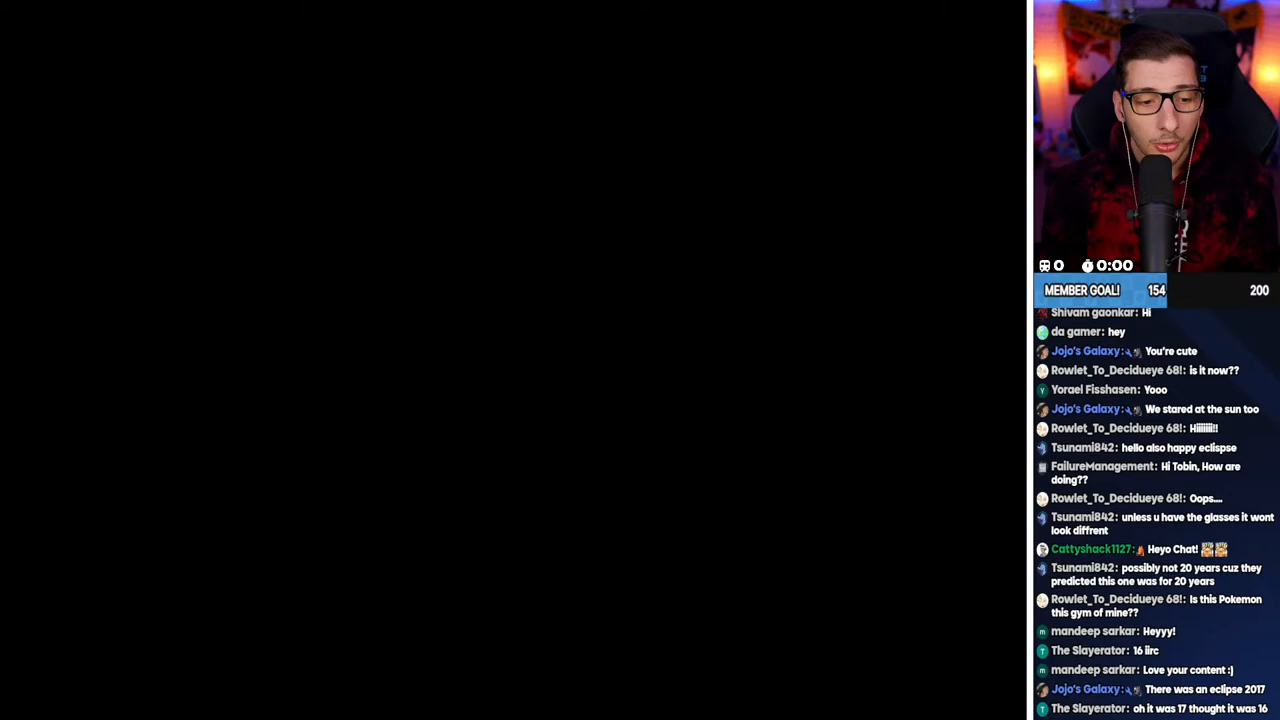 0 0:00
MEMBER GOAL! 154 200
Shivam gaonkar: Hi
da gamer: hey
Jojo's Galaxy: You're cute
Rowlet_To_Decidueye 68!: is it now??
Y Yorael Fisshasen: Yooo
Jojo's Galaxy: We stared at the sun too
Rowlet_To_Decidueye 68!: Hiiiiiii!!
Tsunami842: hello also happy eclispse
FailureManagement: Hi Tobin, How are
doing??
Rowlet_To_Decidueye 68!: Oops....
Tsunami842: unless u have the glasses it wont
look diffrent
Cattyshack1127: Heyo Chat!
Tsunami842: possibly not 20 years cuz they
predicted this one was for 20 years
Rowlet_To_Decidueye 68!: Is this Pokemon
this gym of mine??
m mandeep sarkar: Heyyy!
T The Slayerator: 16 iirc
m mandeep sarkar: Love your content :)
Jojo's Galaxy: There was an eclipse 2017
T The Slayerator: oh it was 17 thought it was 16